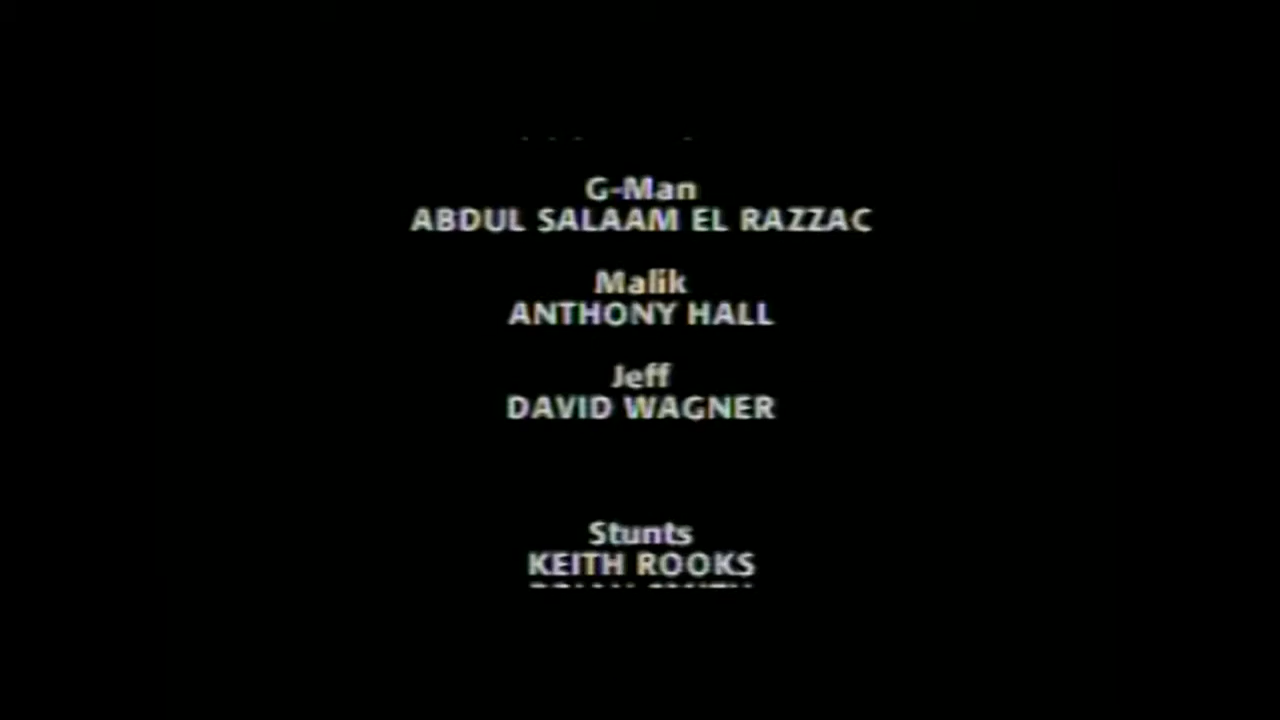 G-Man
ABDUL SALAAM EL RAZZAC
Malik
ANTHONY HALL
Jeff
DAVID WAGNER
Stunts
KEITH ROOKS